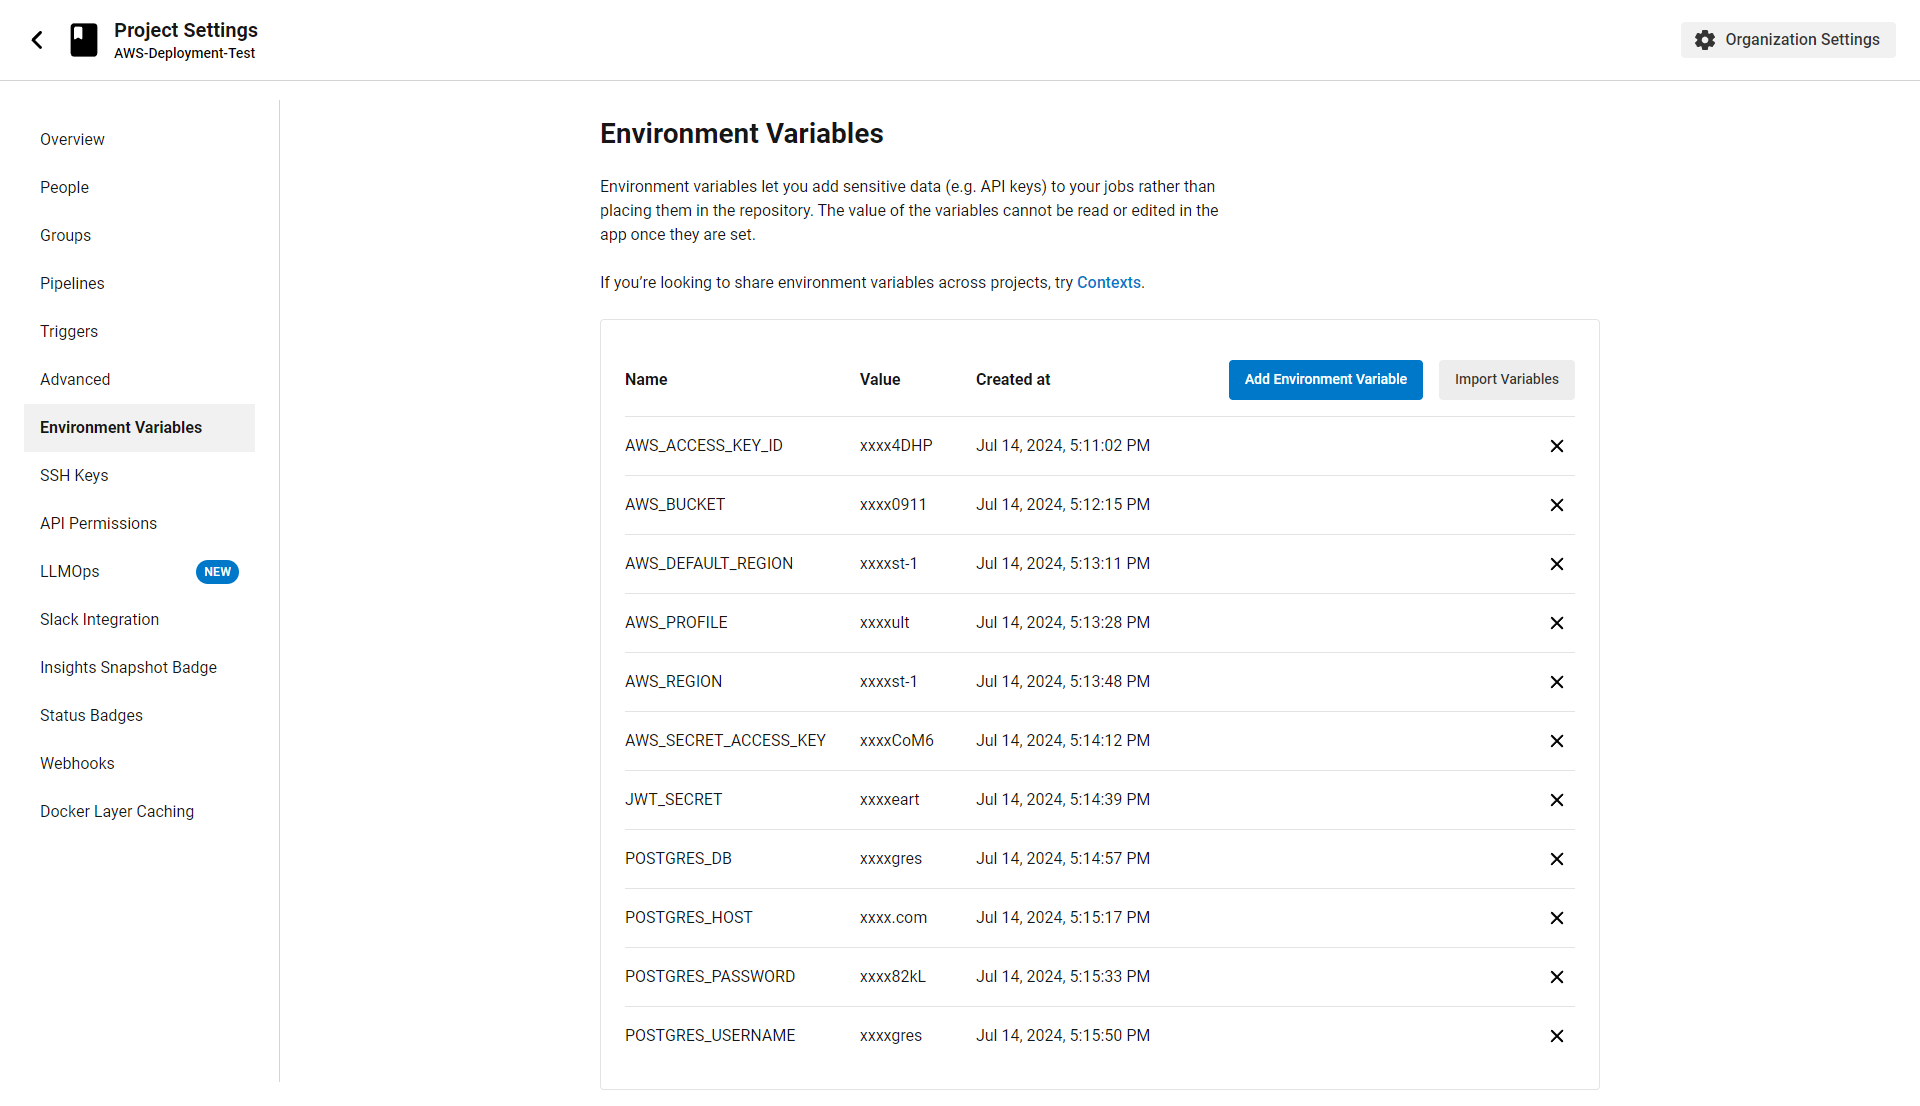 Project Settings
AWS-Deployment-Test
Organization Settings
Overview
People
Groups
Pipelines
Triggers
Advanced
Environment Variables
SSH Keys
API Permissions
LLMOps NEW
Slack Integration
Insights Snapshot Badge
Status Badges
Webhooks
Docker Layer Caching
Environment Variables
Environment variables let you add sensitive data (e.g. API keys) to your jobs rather than
placing them in the repository. The value of the variables cannot be read or edited in the
app once they are set.
If you’re looking to share environment variables across projects, try Contexts.
Name Value Created at Add Environment Variable Import Variables
AWS_ACCESS_KEY_ID xxxx4DHP Jul 14, 2024, 5:11:02 PM
AWS_BUCKET xxxx0911 Jul 14, 2024, 5:12:15 PM
AWS_DEFAULT_REGION xxxxst-1 Jul 14, 2024, 5:13:11 PM
AWS_PROFILE xxxxult Jul 14, 2024, 5:13:28 PM
AWS_REGION xxxxst-1 Jul 14, 2024, 5:13:48 PM
AWS_SECRET_ACCESS_KEY xxxxCoM6 Jul 14, 2024, 5:14:12 PM
JWT_SECRET xxxxeart Jul 14, 2024, 5:14:39 PM
POSTGRES_DB xxxxgres Jul 14, 2024, 5:14:57 PM
POSTGRES_HOST xxxx.com Jul 14, 2024, 5:15:17 PM
POSTGRES_PASSWORD xxxx82kL Jul 14, 2024, 5:15:33 PM
POSTGRES_USERNAME xxxxgres Jul 14, 2024, 5:15:50 PM